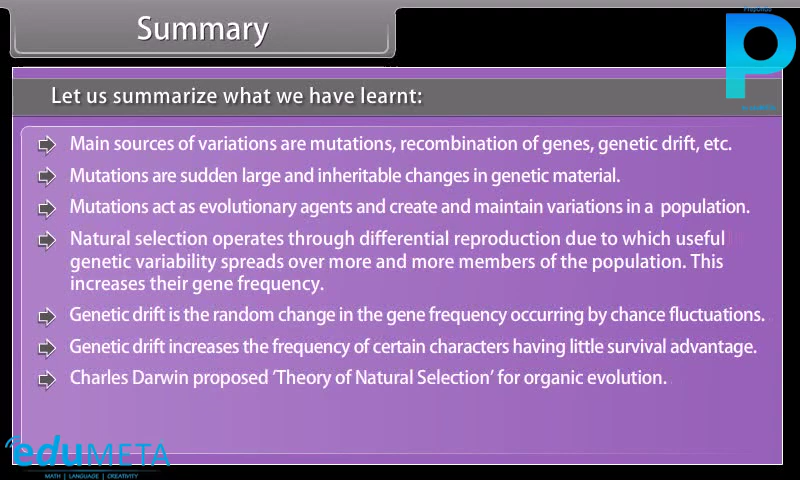 Summary
Let us summarize what we have learnt:
Main sources of variations are mutations, recombination of genes, genetic drift, etc.
Mutations are sudden large and inheritable changes in genetic material.
Mutations act as evolutionary agents and create and maintain variations in a population.
Natural selection operates through differential reproduction due to which useful
genetic variability spreads over more and more members of the population. This
increases their gene frequency.
Genetic drift is the random change in the gene frequency occurring by chance fluctuations.
Genetic drift increases the frequency of certain characters having little survival advantage.
Charles Darwin proposed ‘Theory of Natural Selection’ for organic evolution.
eduMETA
MATH | LANGUAGE | CREATIVITY